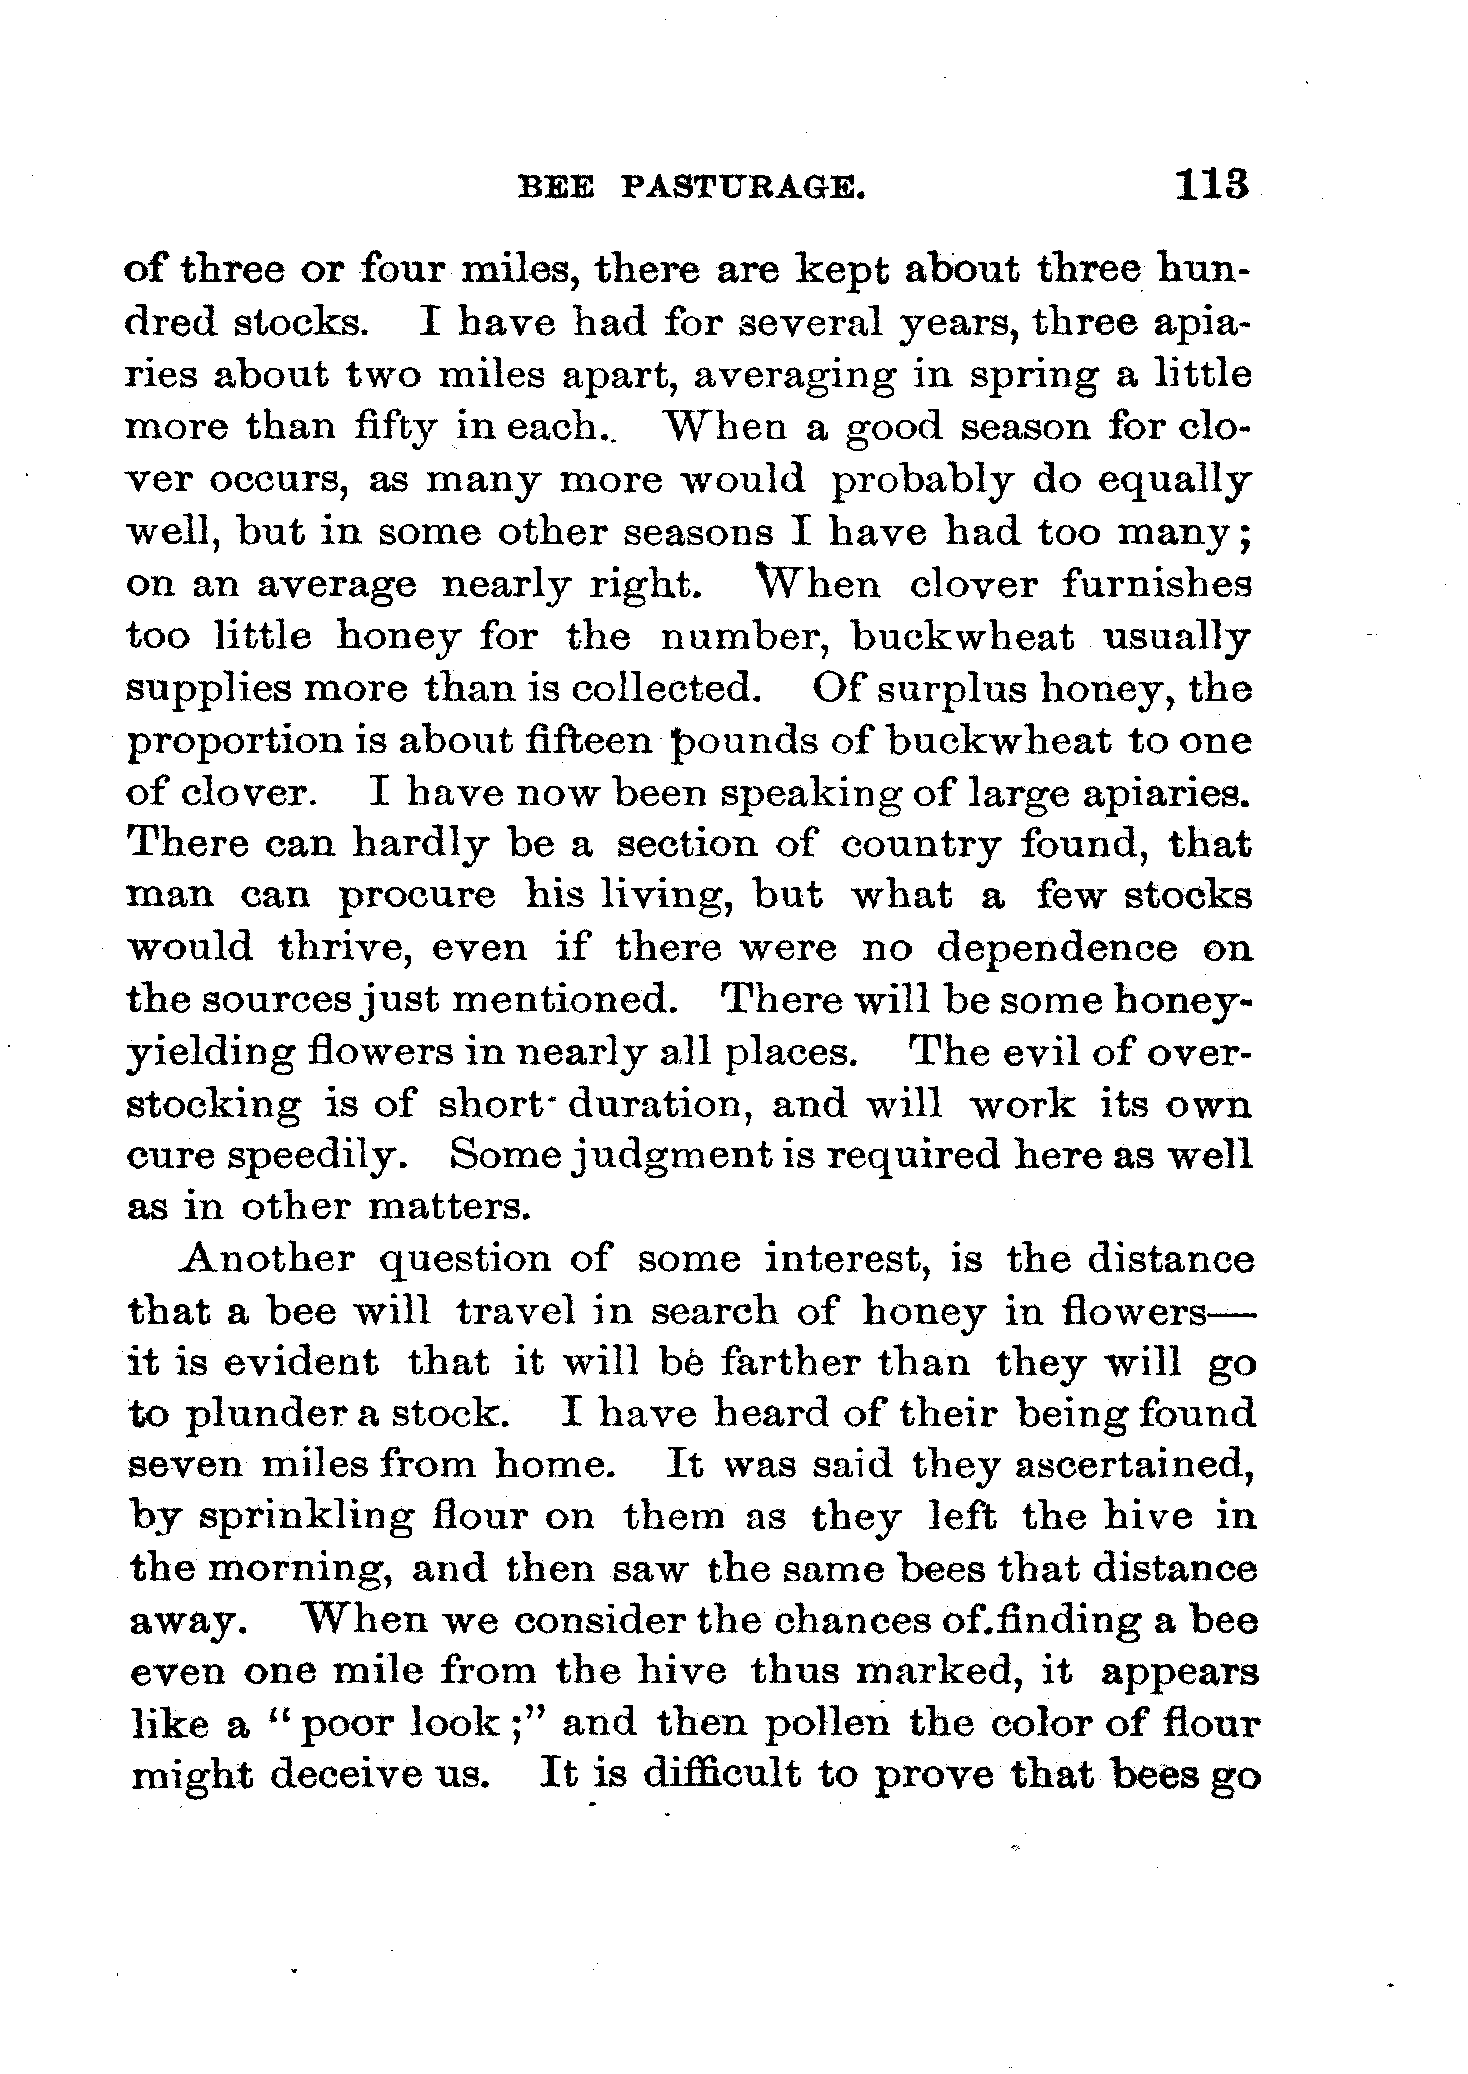 BEE PASTURAGE. 113
of three or four miles, there are kept about three hun-
dred stocks. I have had for several years, three apia-
ries about two miles apart, averaging in spring a little
more than fifty in each. When a good season for clo-
ver occurs, as many more would probably do equally
well, but in some other seasons I have had too many;
on an average nearly right. When clover furnishes
too little honey for the number, buckwheat usually
supplies more than is collected. Of surplus honey, the
proportion is about fifteen pounds of buckwheat to one
of clover. I have now been speaking of large apiaries.
There can hardly be a section of country found, that
man can procure his living, but what a few stocks
would thrive, even if there were no dependence on
the sources just mentioned. There will be some honey-
yielding flowers in nearly all places. The evil of over-
stocking is of short duration, and will work its own
cure speedily. Some judgment is required here as well
as in other matters.
Another question of some interest, is the distance
that a bee will travel in search of honey in flowers—
it is evident that it will be farther than they will go
to plunder a stock. I have heard of their being found
seven miles from home. It was said they ascertained,
by sprinkling flour on them as they left the hive in
the morning, and then saw the same bees that distance
away. When we consider the chances of finding a bee
even one mile from the hive thus marked, it appears
like a "poor look;" and then pollen the color of flour
might deceive us. It is difficult to prove that bees go